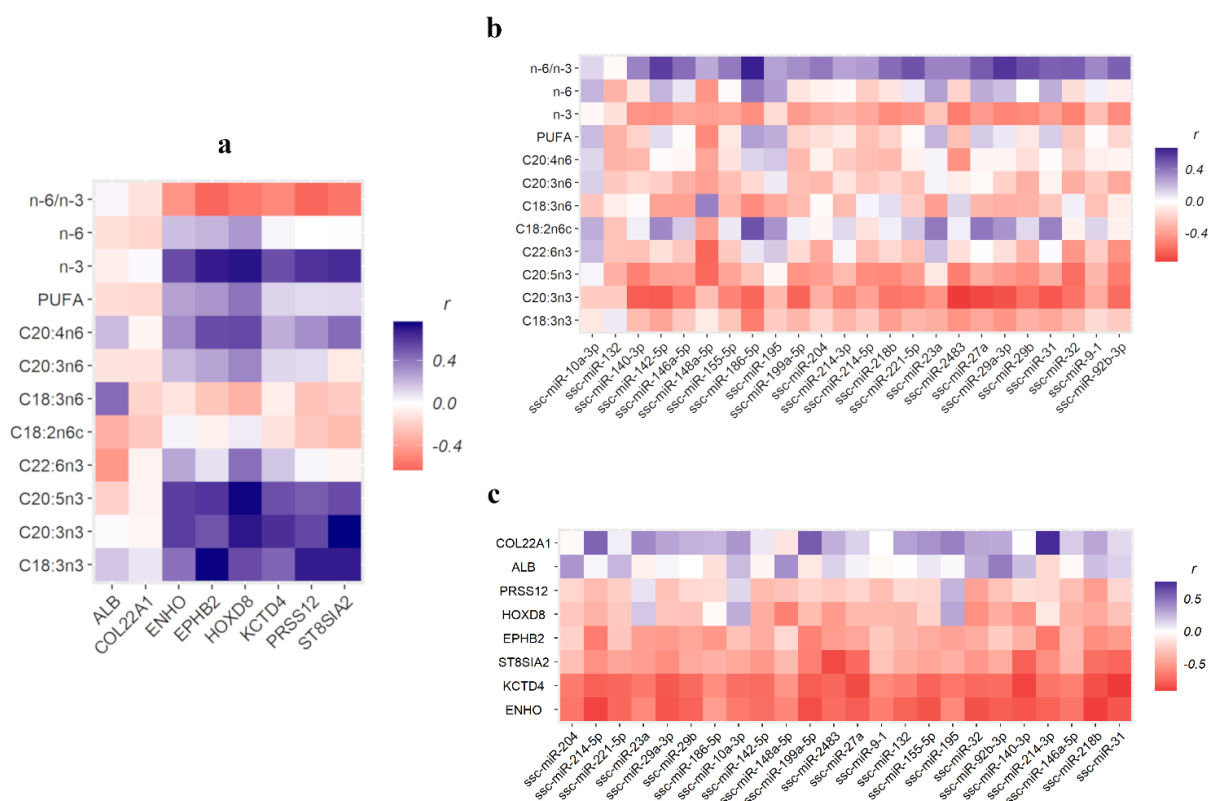 a
n-6/n-3
n-6
n-3
PUFA
C20:4n6
C20:3n6
C18:3n6
C18:2n6c
C22:6n3
C20:5n3
C20:3n3
C18:3n3
ALB
COL22A1
ENHO
EPHB2
HOXD8
KCTD4
PRSS12
ST8SIA2
r
0.4
0.0
-0.4
b
n-6/n-3
n-6
n-3
PUFA
C20:4n6
C20:3n6
C18:3n6
C18:2n6c
C22:6n3
C20:5n3
C20:3n3
C18:3n3
ssc-miR-10a-3p
ssc-miR-132
ssc-miR-140-3p
ssc-miR-142-5p
ssc-miR-146a-5p
ssc-miR-148a-5p
ssc-miR-155-5p
ssc-miR-186-5p
ssc-miR-195
ssc-miR-199a-5p
ssc-miR-204
ssc-miR-214-3p
ssc-miR-214-5p
ssc-miR-218b
ssc-miR-221-5p
ssc-miR-23a
ssc-miR-2483
ssc-miR-27a
ssc-miR-29a-3p
ssc-miR-29b
ssc-miR-31
ssc-miR-32
ssc-miR-9-1
ssc-miR-92b-3p
r
0.4
0.0
-0.4
c
COL22A1
ALB
PRSS12
HOXD8
EPHB2
ST8SIA2
KCTD4
ENHO
ssc-miR-204
ssc-miR-214-5p
ssc-miR-221-5p
ssc-miR-23a
ssc-miR-29a-3p
ssc-miR-29b
ssc-miR-186-5p
ssc-miR-10a-3p
ssc-miR-142-5p
ssc-miR-148a-5p
ssc-miR-199a-5p
ssc-miR-2483
ssc-miR-27a
ssc-miR-9-1
ssc-miR-132
ssc-miR-155-5p
ssc-miR-195
ssc-miR-32
ssc-miR-92b-3p
ssc-miR-140-3p
ssc-miR-214-3p
ssc-miR-146a-5p
ssc-miR-218b
ssc-miR-31
r
0.5
0.0
-0.5